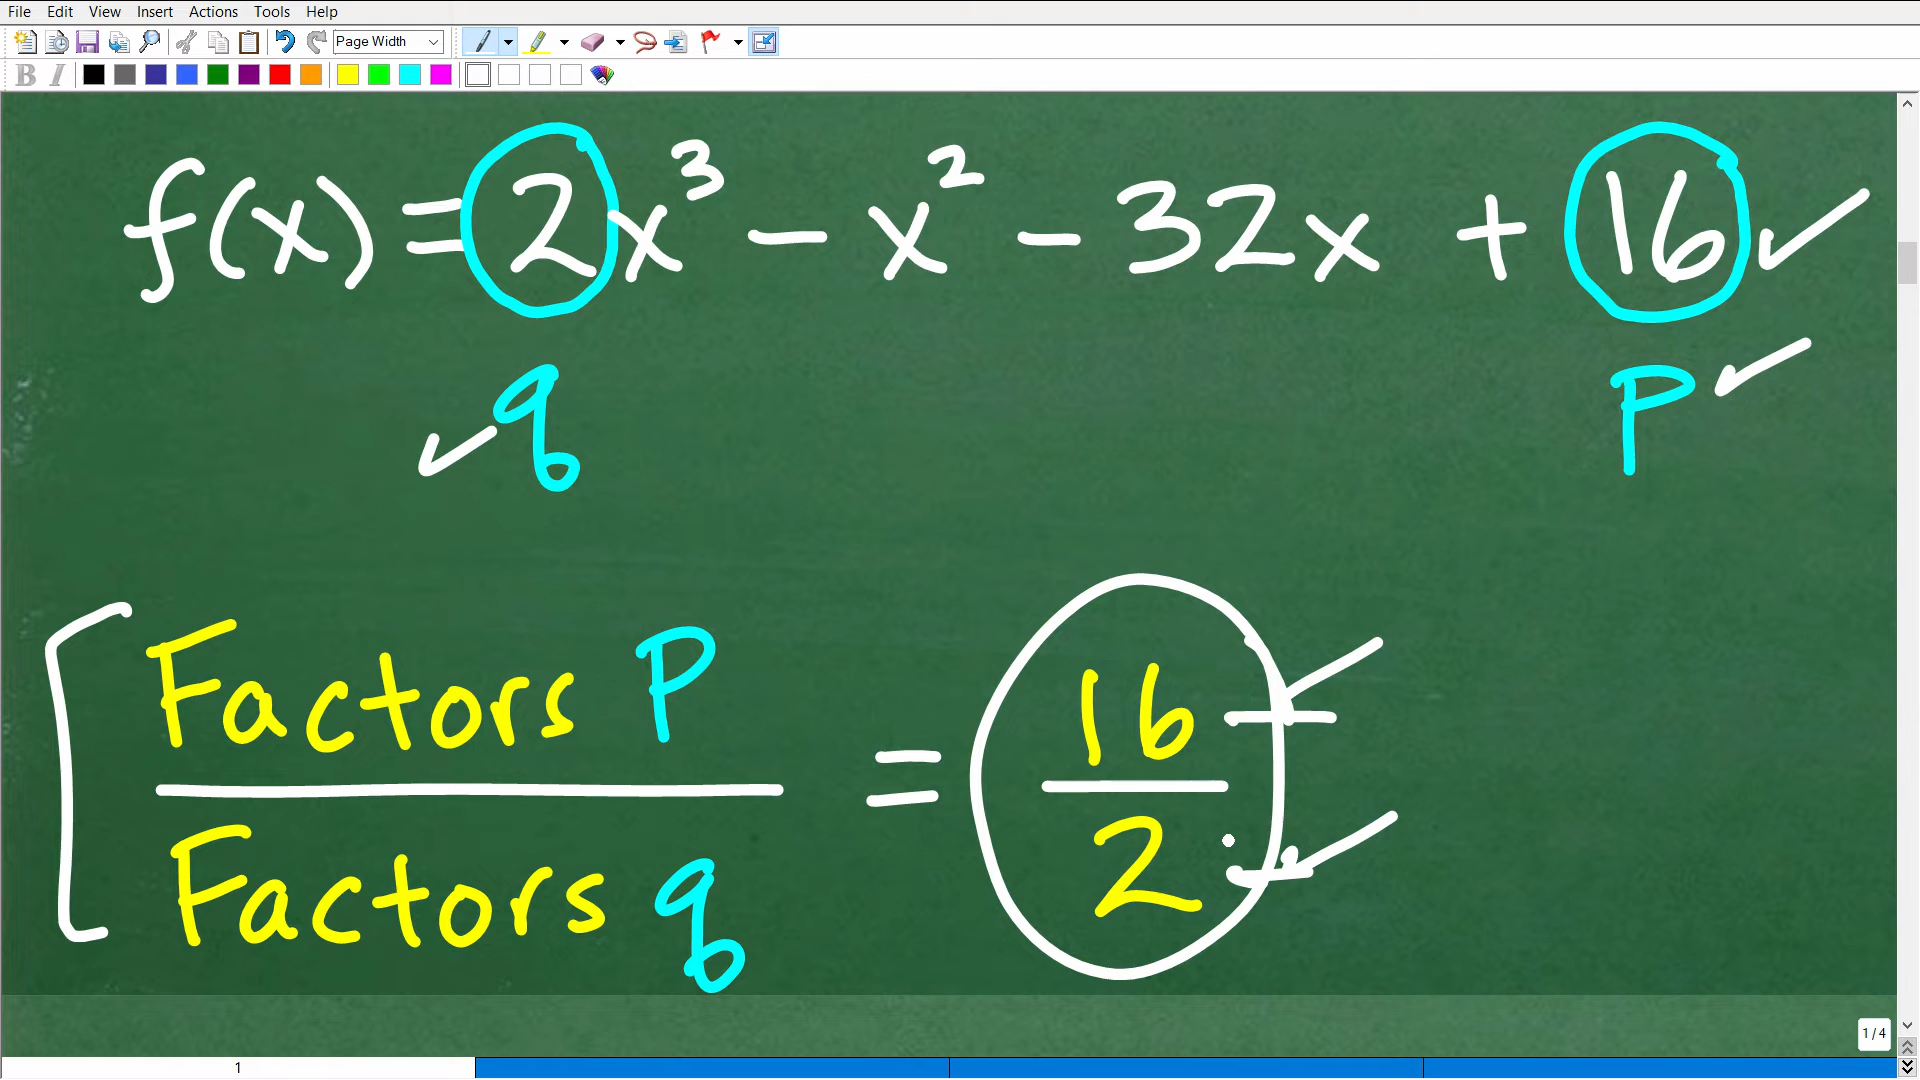 File Edit View Insert Actions Tools Help
Page Width
B I
f(x) = 2x³ - x² - 32x + 16
q P
Factors P
Factors q
= 16
2
1 / 4
1